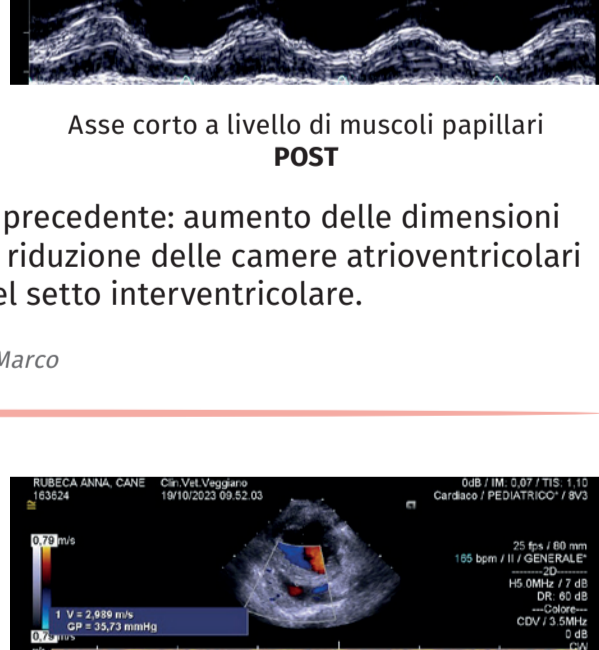 Asse corto a livello di muscoli papillari
POST
precedente: aumento delle dimensioni
riduzione delle camere atrioventricolari
el setto interventricolare.
Marco
RUBECA ANNA, CANE Clin.Vet.Veggiano 0dB / IM: 0,07 / TIS: 1,10
163624 19/10/2023 09.52.03 Cardiaco / PEDIATRICO* / 8V3
0,79 m/s
25 fps / 80 mm
165 bpm / II / GENERALE*
--------2D--------
H5.0MHz / 7 dB
DR: 60 dB
---Colore----
CDV / 3.5MHz
0 dB
CW
1 V = 2,989 m/s
GP = 35,73 mmHg
0,79 m/s